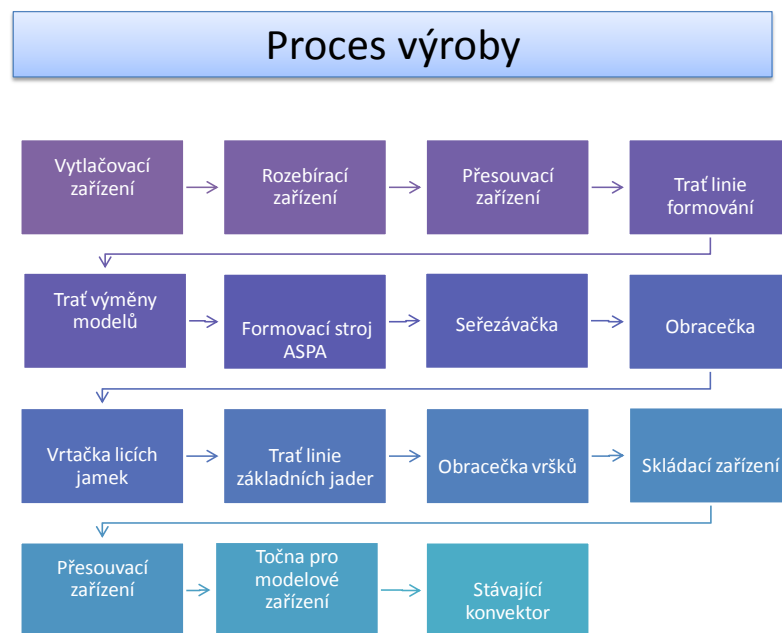 Proces výroby
Vytlačovací
zařízení
Rozebírací
zařízení
Přesouvací
zařízení
Trať linie
formování
Trať výměny
modelů
Formovací stroj
ASPA
Seřezávačka
Obracečka
Vrtačka licích
jamek
Trať linie
základních jader
Obracečka vršků
Skládací zařízení
Přesouvací
zařízení
Točna pro
modelové
zařízení
Stávající
konvektor